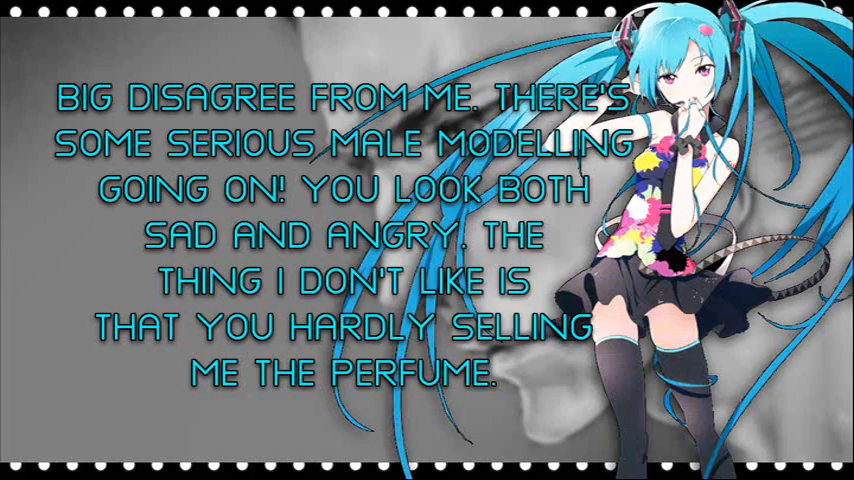 BIG DISAGREE FROM ME. THERE'S
SOME SERIOUS MALE MODELLING
GOING ON! YOU LOOK BOTH
SAD AND ANGRY. THE
THING I DON'T LIKE IS
THAT YOU HARDLY SELLING
ME THE PERFUME.